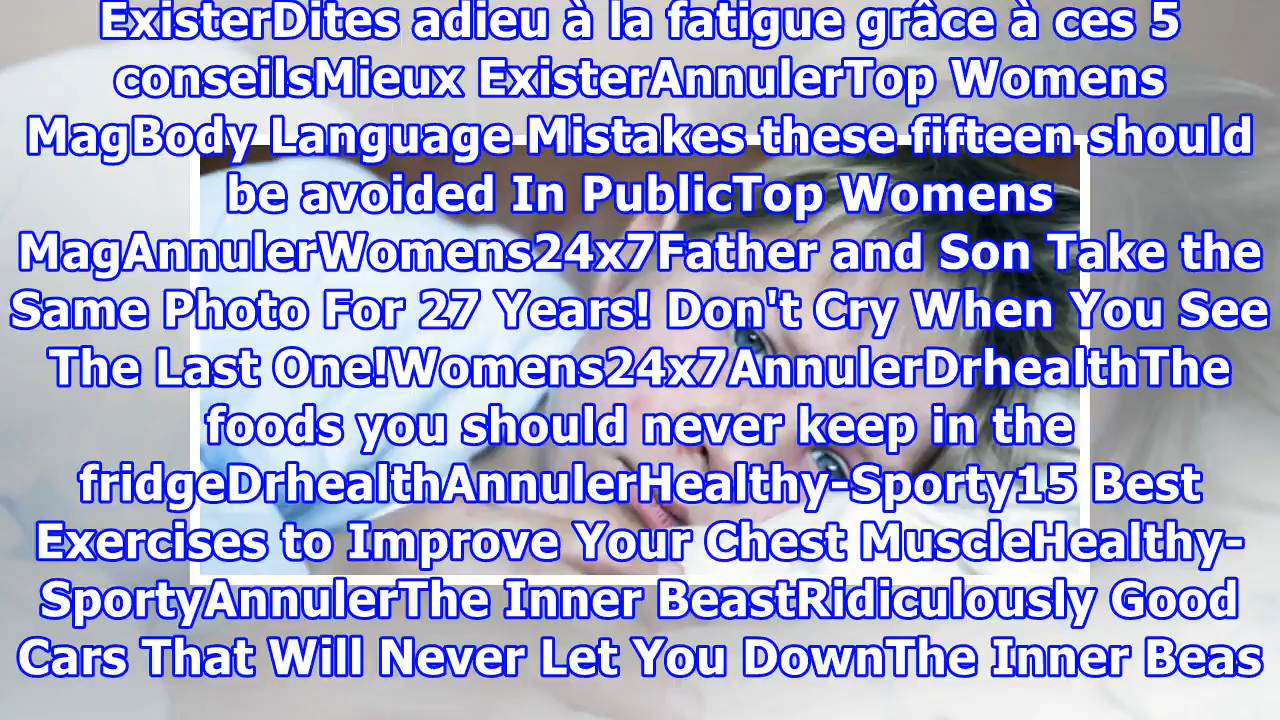 ExisterDites adieu à la fatigue grâce à ces 5
conseilsMieux ExisterAnnulerTop Womens
MagBody Language Mistakes these fifteen should
be avoided In PublicTop Womens
MagAnnulerWomens24x7Father and Son Take the
Same Photo For 27 Years! Don't Cry When You See
The Last One!Womens24x7AnnulerDrhealthThe
foods you should never keep in the
fridgeDrhealthAnnulerHealthy-Sporty15 Best
Exercises to Improve Your Chest MuscleHealthy-
SportyAnnulerThe Inner BeastRidiculously Good
Cars That Will Never Let You DownThe Inner Beas